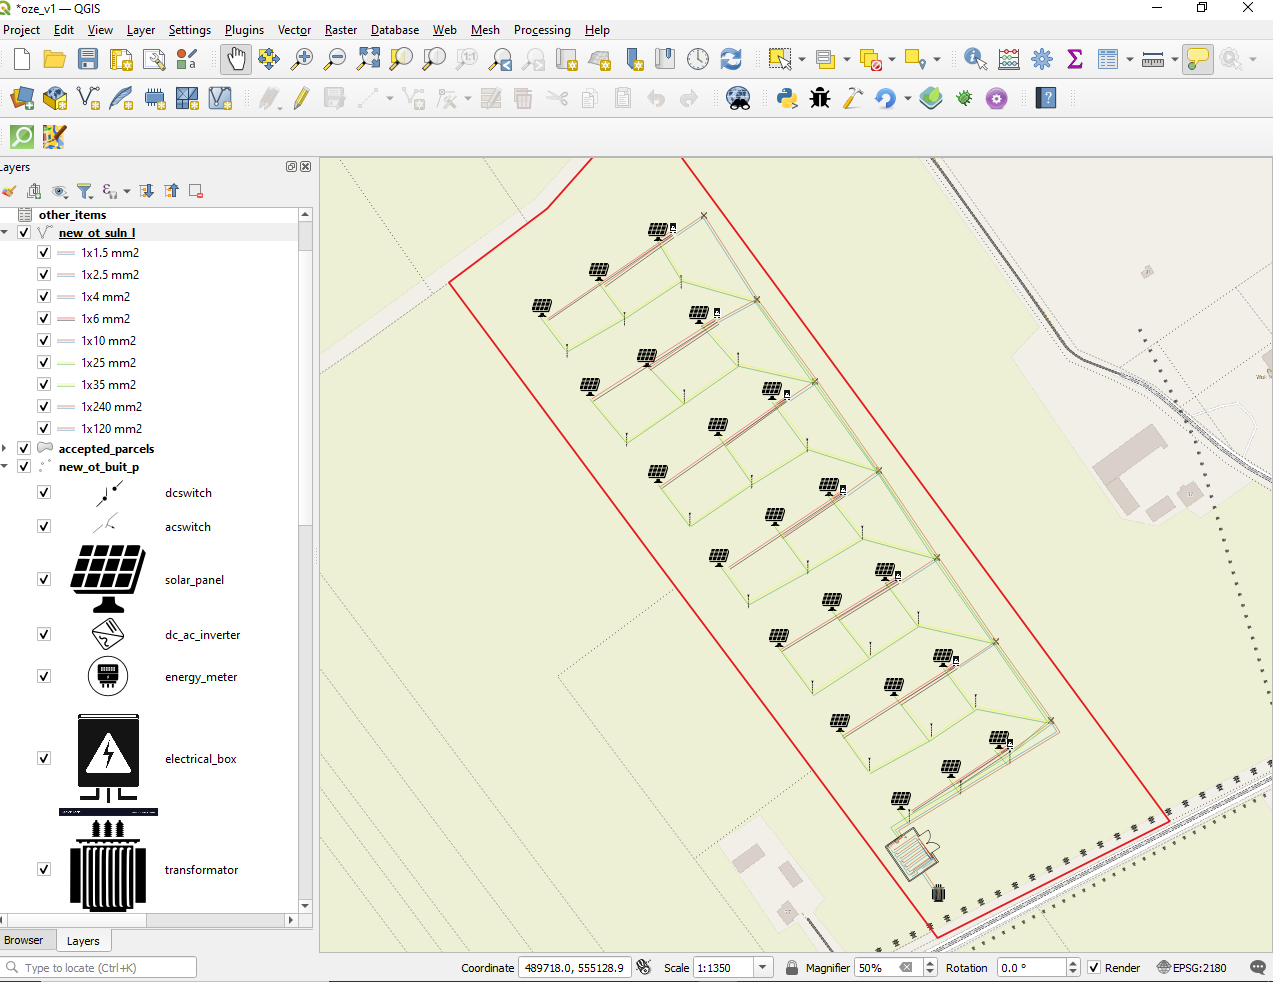 *oze_v1 — QGIS
Project Edit View Layer Settings Plugins Vector Raster Database Web Mesh Processing Help
Layers
other_items
new_ot_suln_l
1x1.5 mm2
1x2.5 mm2
1x4 mm2
1x6 mm2
1x10 mm2
1x25 mm2
1x35 mm2
1x240 mm2
1x120 mm2
accepted_parcels
new_ot_buit_p
dcswitch
acswitch
solar_panel
dc_ac_inverter
energy_meter
electrical_box
transformator
Browser Layers
Type to locate (Ctrl+K)
Coordinate 489718.0, 555128.9 Scale 1:1350 Magnifier 50% Rotation 0.0 ° Render EPSG:2180